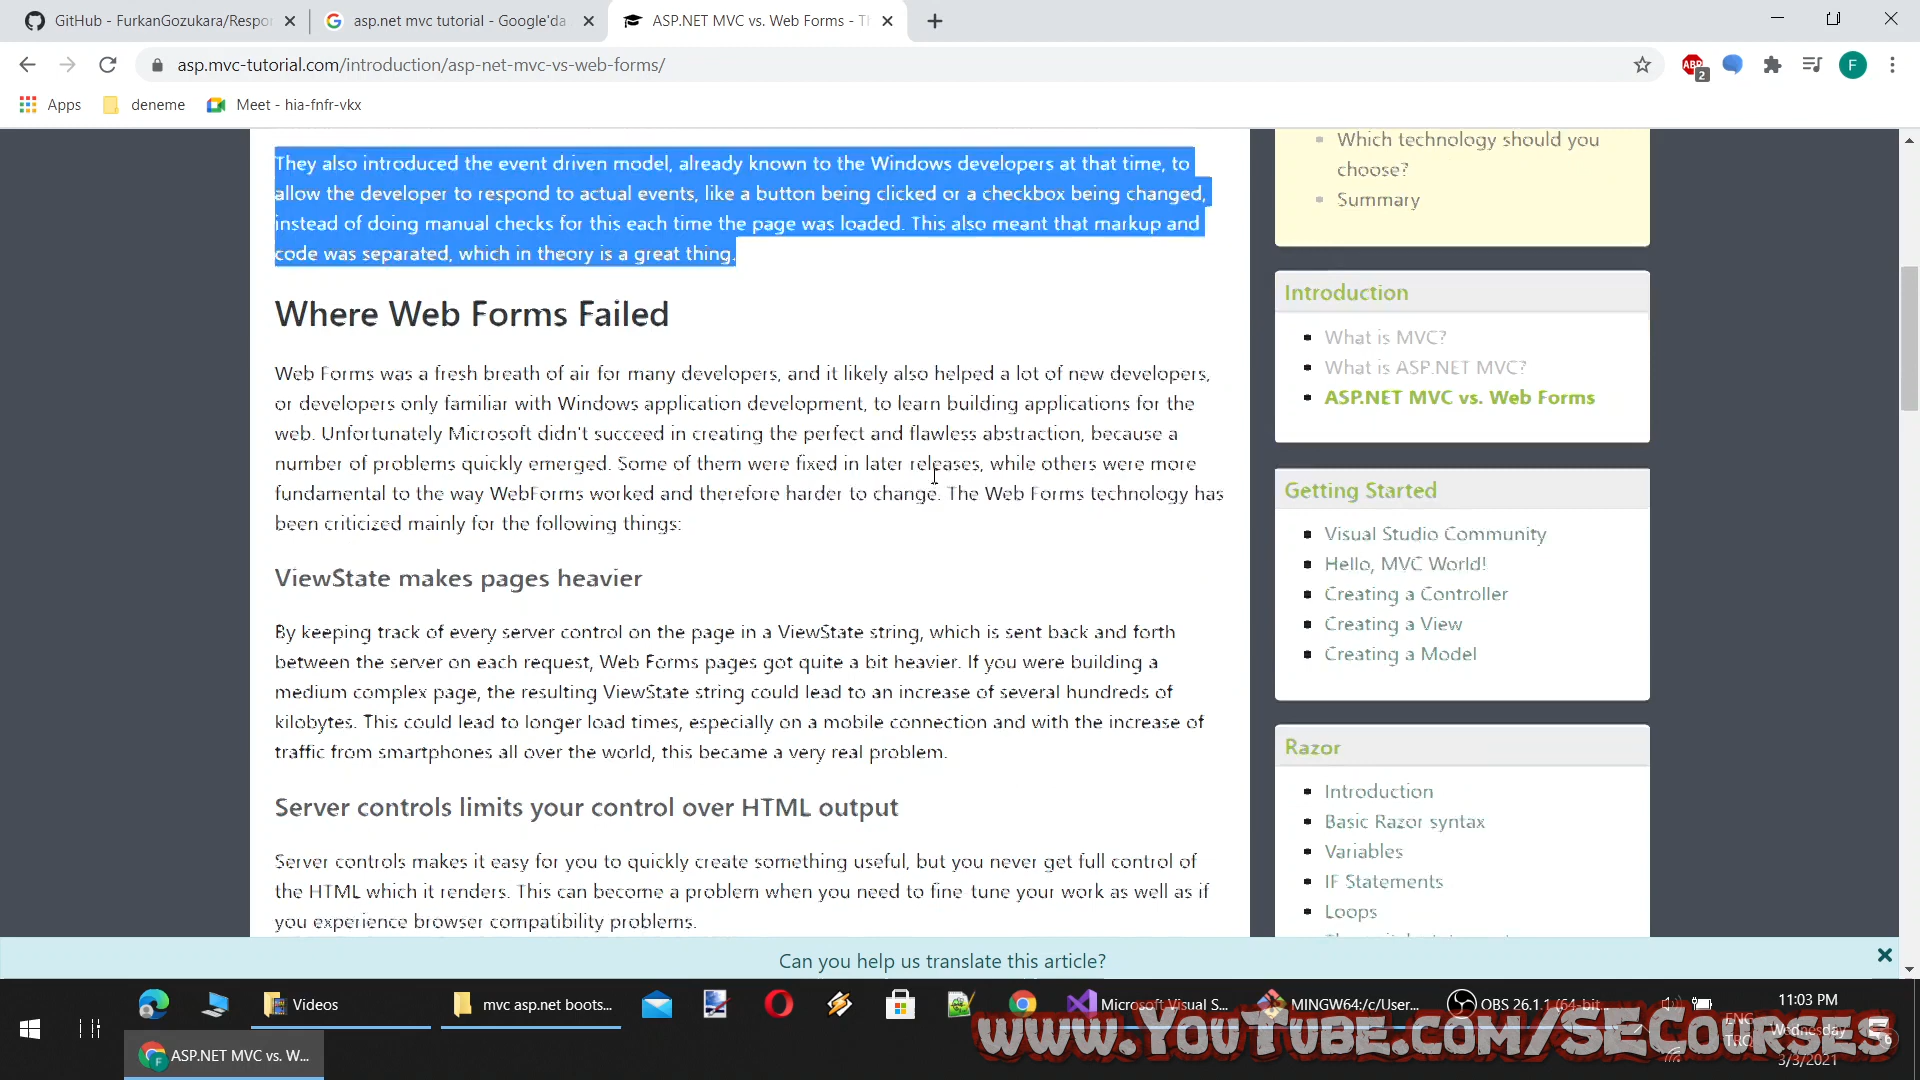 GitHub - FurkanGozukara/Respo
asp.net mvc tutorial - Google'da
ASP.NET MVC vs. Web Forms - Th
asp.mvc-tutorial.com/introduction/asp-net-mvc-vs-web-forms/
ABP
2
F
Apps
deneme
Meet - hia-fnfr-vkx
They also introduced the event driven model, already known to the Windows developers at that time, to
allow the developer to respond to actual events, like a button being clicked or a checkbox being changed,
instead of doing manual checks for this each time the page was loaded. This also meant that markup and
code was separated, which in theory is a great thing.
Where Web Forms Failed
Web Forms was a fresh breath of air for many developers, and it likely also helped a lot of new developers,
or developers only familiar with Windows application development, to learn building applications for the
web. Unfortunately Microsoft didn't succeed in creating the perfect and flawless abstraction, because a
number of problems quickly emerged. Some of them were fixed in later releases, while others were more
fundamental to the way WebForms worked and therefore harder to change. The Web Forms technology has
been criticized mainly for the following things:
ViewState makes pages heavier
By keeping track of every server control on the page in a ViewState string, which is sent back and forth
between the server on each request, Web Forms pages got quite a bit heavier. If you were building a
medium complex page, the resulting ViewState string could lead to an increase of several hundreds of
kilobytes. This could lead to longer load times, especially on a mobile connection and with the increase of
traffic from smartphones all over the world, this became a very real problem.
Server controls limits your control over HTML output
Server controls makes it easy for you to quickly create something useful, but you never get full control of
the HTML which it renders. This can become a problem when you need to fine-tune your work as well as if
you experience browser compatibility problems.
Which technology should you
choose?
Summary
Introduction
What is MVC?
What is ASP.NET MVC?
ASP.NET MVC vs. Web Forms
Getting Started
Visual Studio Community
Hello, MVC World!
Creating a Controller
Creating a View
Creating a Model
Razor
Introduction
Basic Razor syntax
Variables
IF Statements
Loops
Can you help us translate this article?
Videos
mvc asp.net boots...
Microsoft Visual S...
MINGW64:/c/User...
OBS 26.1.1 (64-bit...
ENG
TRQ
11:03 PM
Wednesday
3/3/2021
ASP.NET MVC vs. W...
www.YouTube.com/SECourses